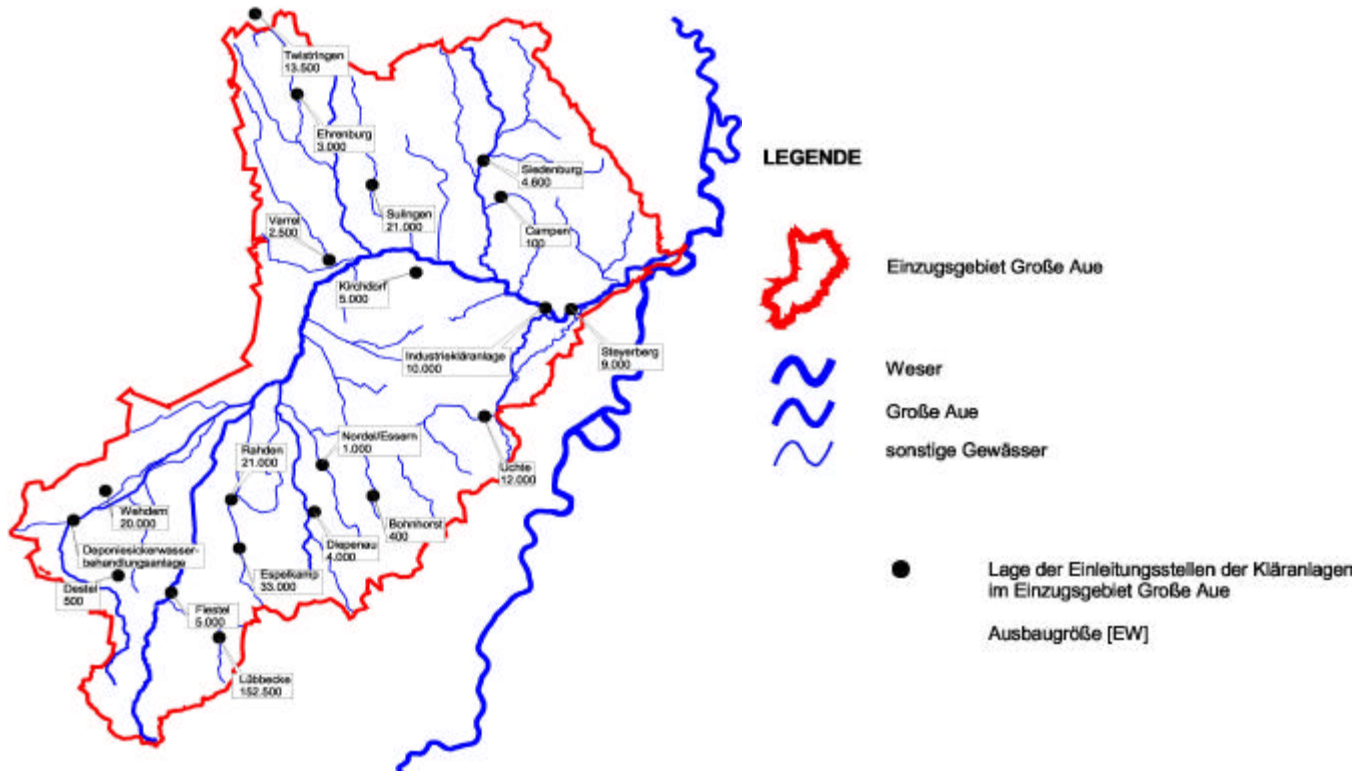 Twistringen
13.500
Ehrenburg
3.000
Siedenburg
4.600
Sulingen
21.000
Varrel
2.500
Campen
100
Kirchdorf
5.000
Industriekläranlage
10.000
Steyerberg
9.000
Nordel/Essern
1.000
Rahden
21.000
Uchte
12.000
Wehdem
20.000
Bohnhorst
400
Diepenau
4.000
Deponiesickerwasser-
behandlungsanlage
Espelkamp
33.000
Destel
500
Fiestel
5.000
Lübbecke
152.500
LEGENDE
Einzugsgebiet Große Aue
Weser
Große Aue
sonstige Gewässer
Lage der Einleitungsstellen der Kläranlagen
im Einzugsgebiet Große Aue
Ausbaugröße [EW]